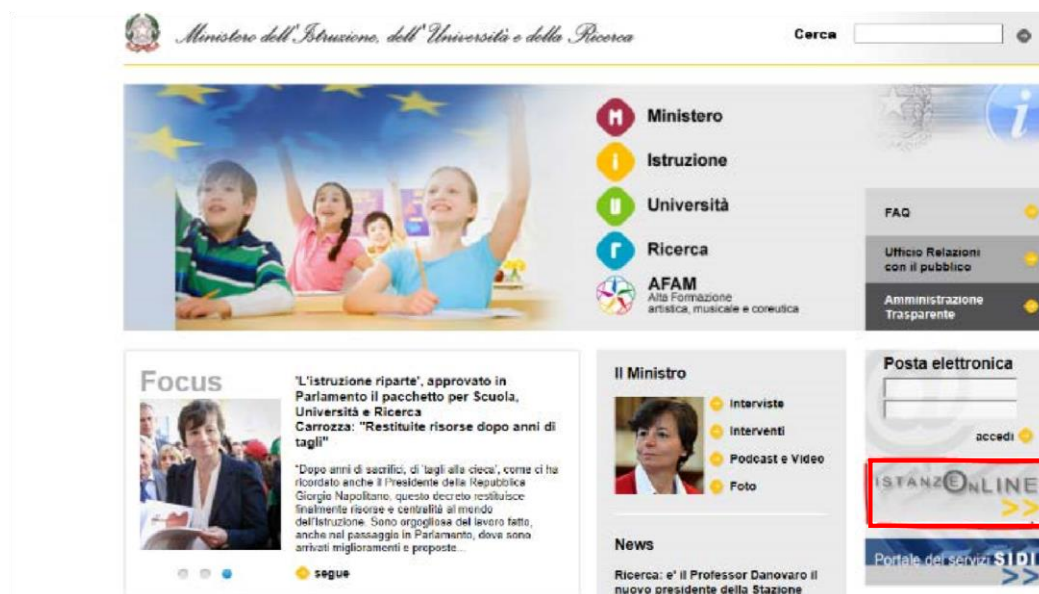 Ministero dell'Istruzione, dell'Università e della Ricerca
Cerca
Ministero
Istruzione
Università
Ricerca
AFAM
Alta Formazione
artistica, musicale e coreutica
FAQ
Ufficio Relazioni
con il pubblico
Amministrazione
Trasparente
Focus
'L'istruzione riparte', approvato in
Parlamento il pacchetto per Scuola,
Università e Ricerca
Carrozza: "Restituite risorse dopo anni di
tagli"
"Dopo anni di sacrifici, di 'tagli alla cieca', come ci ha
ricordato anche il Presidente della Repubblica
Giorgio Napolitano, questo decreto restituisce
finalmente risorse e centralità al mondo
dell'Istruzione. Sono orgogliosa del lavoro fatto,
anche nel passaggio in Parlamento, dove sono
arrivati miglioramenti e proposte...
segue
Il Ministro
Interviste
Interventi
Podcast e Video
Foto
News
Ricerca: e' il Professor Danovaro il
nuovo presidente della Stazione
Posta elettronica
accedi
ISTANZEONLINE
>>
Portale dei servizi SIDI
>>